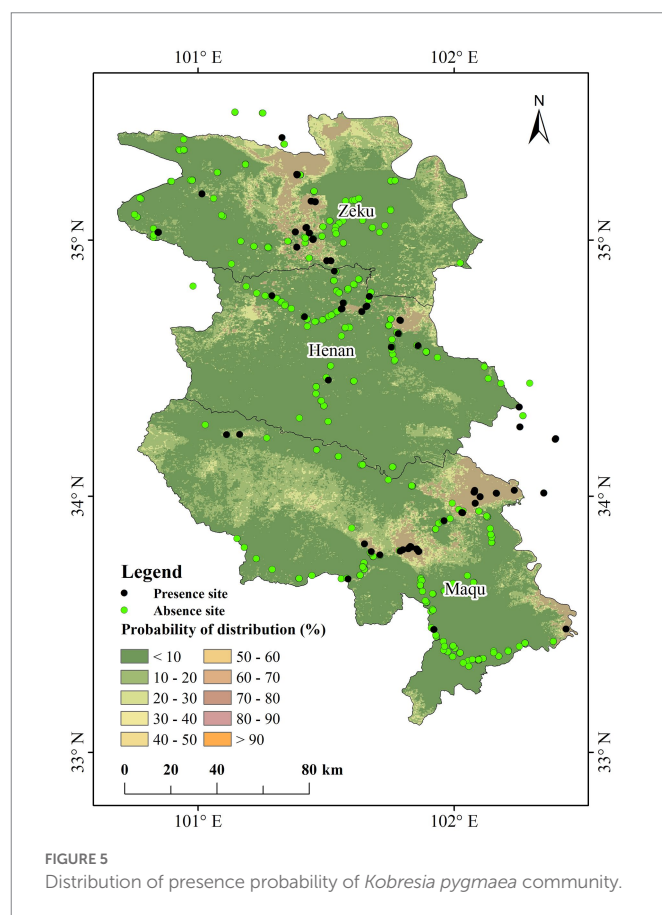 101° E 102° E
N
35° N 35° N
Zeku
Henan
34° N 34° N
Maqu
Legend
Presence site
Absence site
Probability of distribution (%)
< 10 50 - 60
10 - 20 60 - 70
20 - 30 70 - 80
30 - 40 80 - 90
40 - 50 > 90
33° N 33° N
0 20 40 80 km
101° E 102° E
FIGURE 5
Distribution of presence probability of Kobresia pygmaea community.